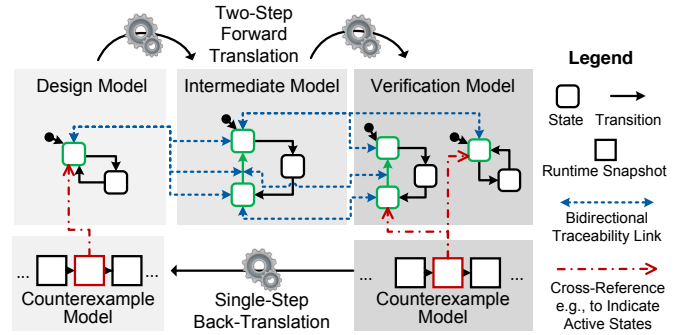 Two-Step
Forward
Translation
Design Model
Intermediate Model
Verification Model
...
...
Counterexample
Model
Single-Step
Back-Translation
...
...
Counterexample
Model
Legend
State
Transition
Runtime Snapshot
Bidirectional
Traceability Link
Cross-Reference
e.g., to Indicate
Active States